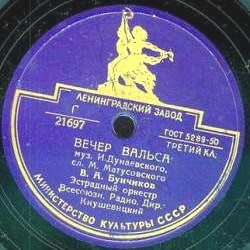 ЛЕНИНГРАДСКИЙ ЗАВОД
Г
21697
ГОСТ 5289-50
ТРЕТИЙ КЛ.
ВЕЧЕР ВАЛЬСА
муз. И. Дунаевского,
сл. М. Матусовского
В. А. Бунчиков
Эстрадный оркестр
Всесоюзн. Радио. Дир.-
Кнушевицкий
МИНИСТЕРСТВО КУЛЬТУРЫ СССР